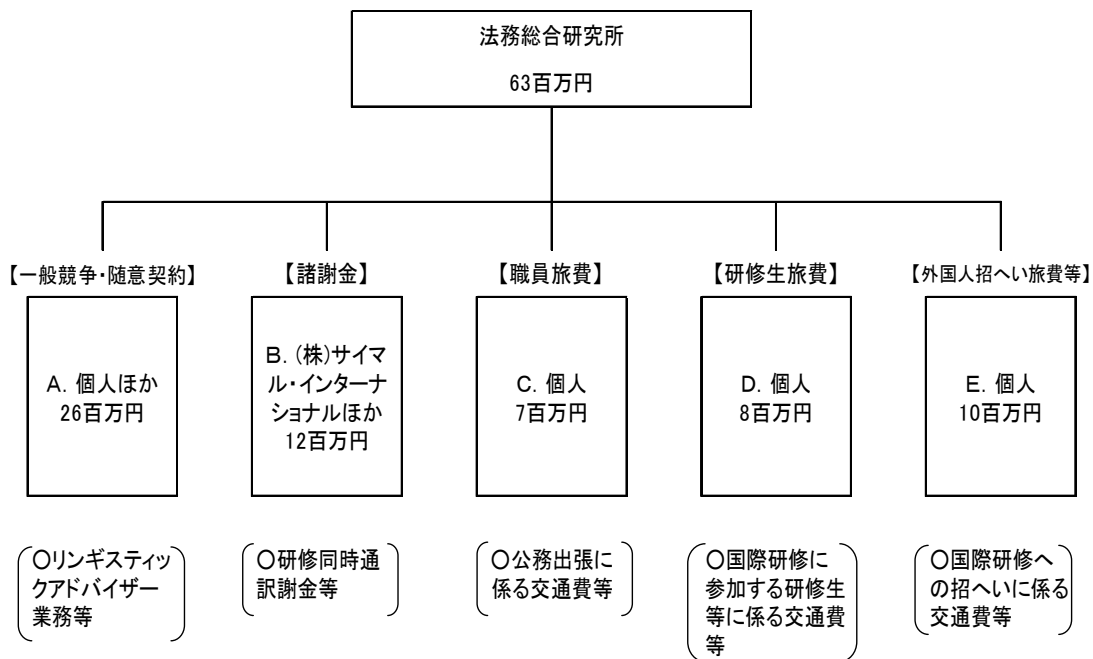 法務総合研究所
63百万円
【一般競争・随意契約】
【諸謝金】
【職員旅費】
【研修生旅費】
【外国人招へい旅費等】
A. 個人ほか
26百万円
B. (株)サイマ
ル・インターナ
ショナルほか
12百万円
C. 個人
7百万円
D. 個人
8百万円
E. 個人
10百万円
○リンギスティッ
クアドバイザー
業務等
○研修同時通
訳謝金等
○公務出張に
係る交通費等
○国際研修に
参加する研修生
等に係る交通費
等
○国際研修へ
の招へいに係る
交通費等